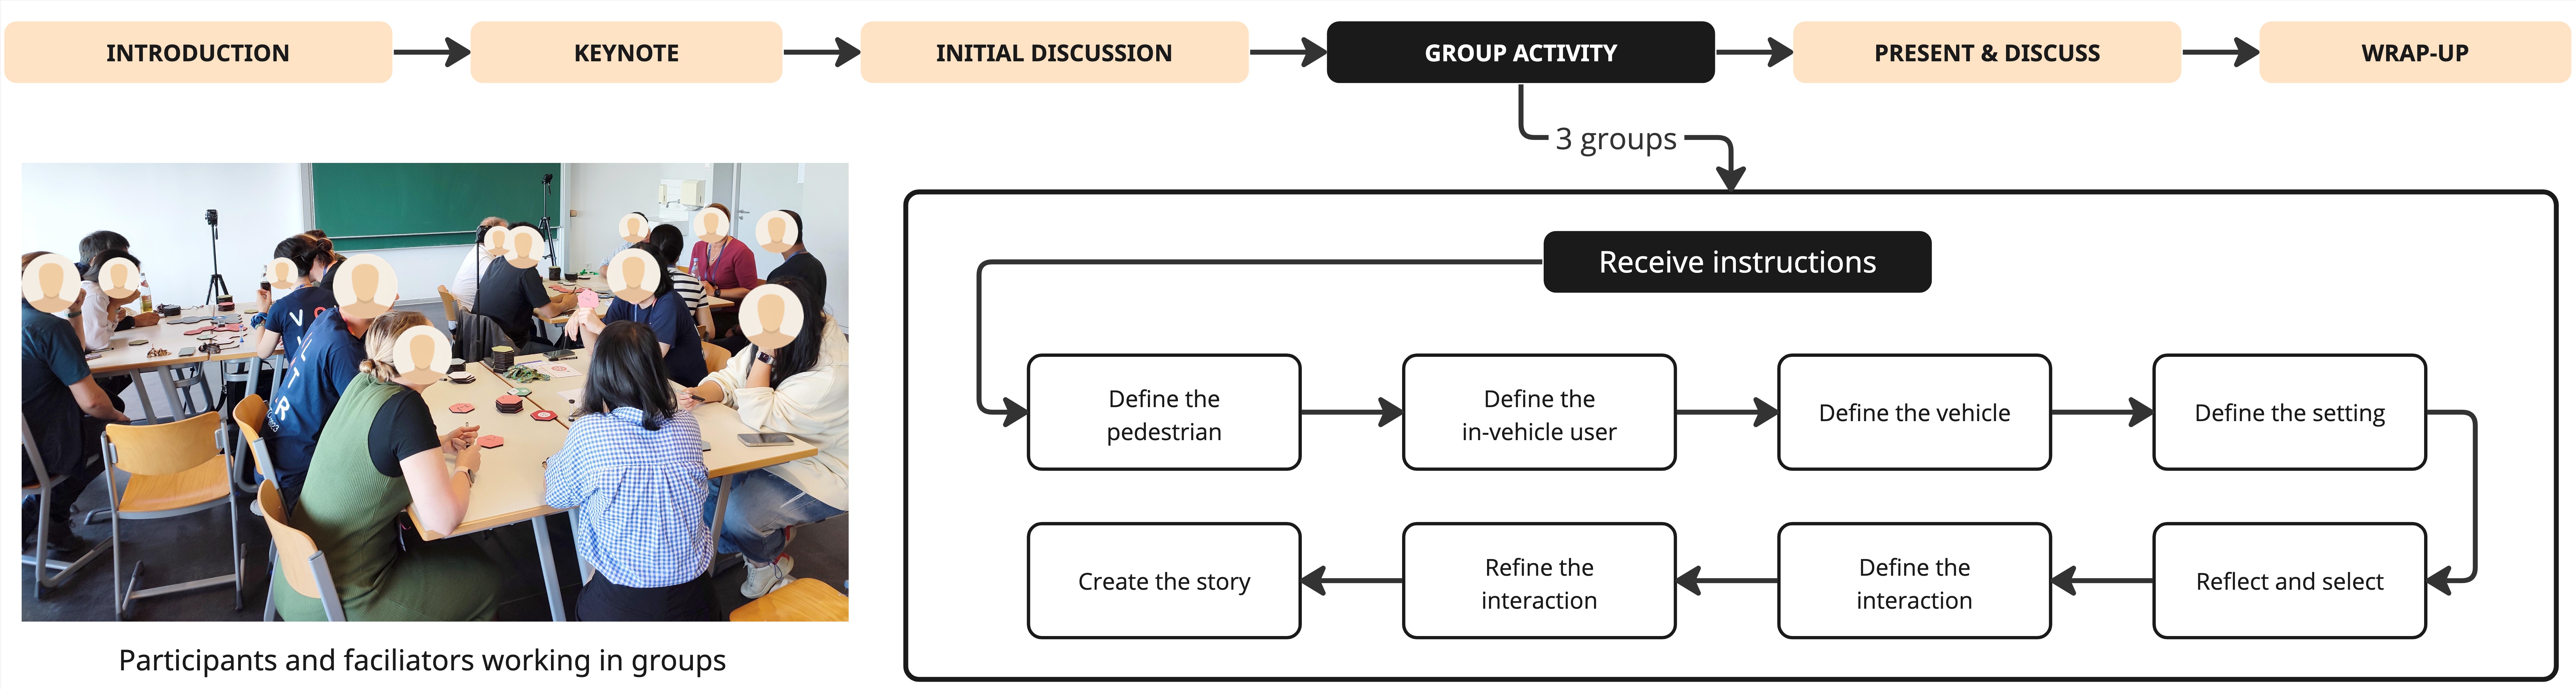 INTRODUCTION
KEYNOTE
INITIAL DISCUSSION
GROUP ACTIVITY
PRESENT & DISCUSS
WRAP-UP
3 groups
Receive instructions
Define the
pedestrian
Define the
in-vehicle user
Define the vehicle
Define the setting
Reflect and select
Define the
interaction
Refine the
interaction
Create the story
Participants and faciliators working in groups